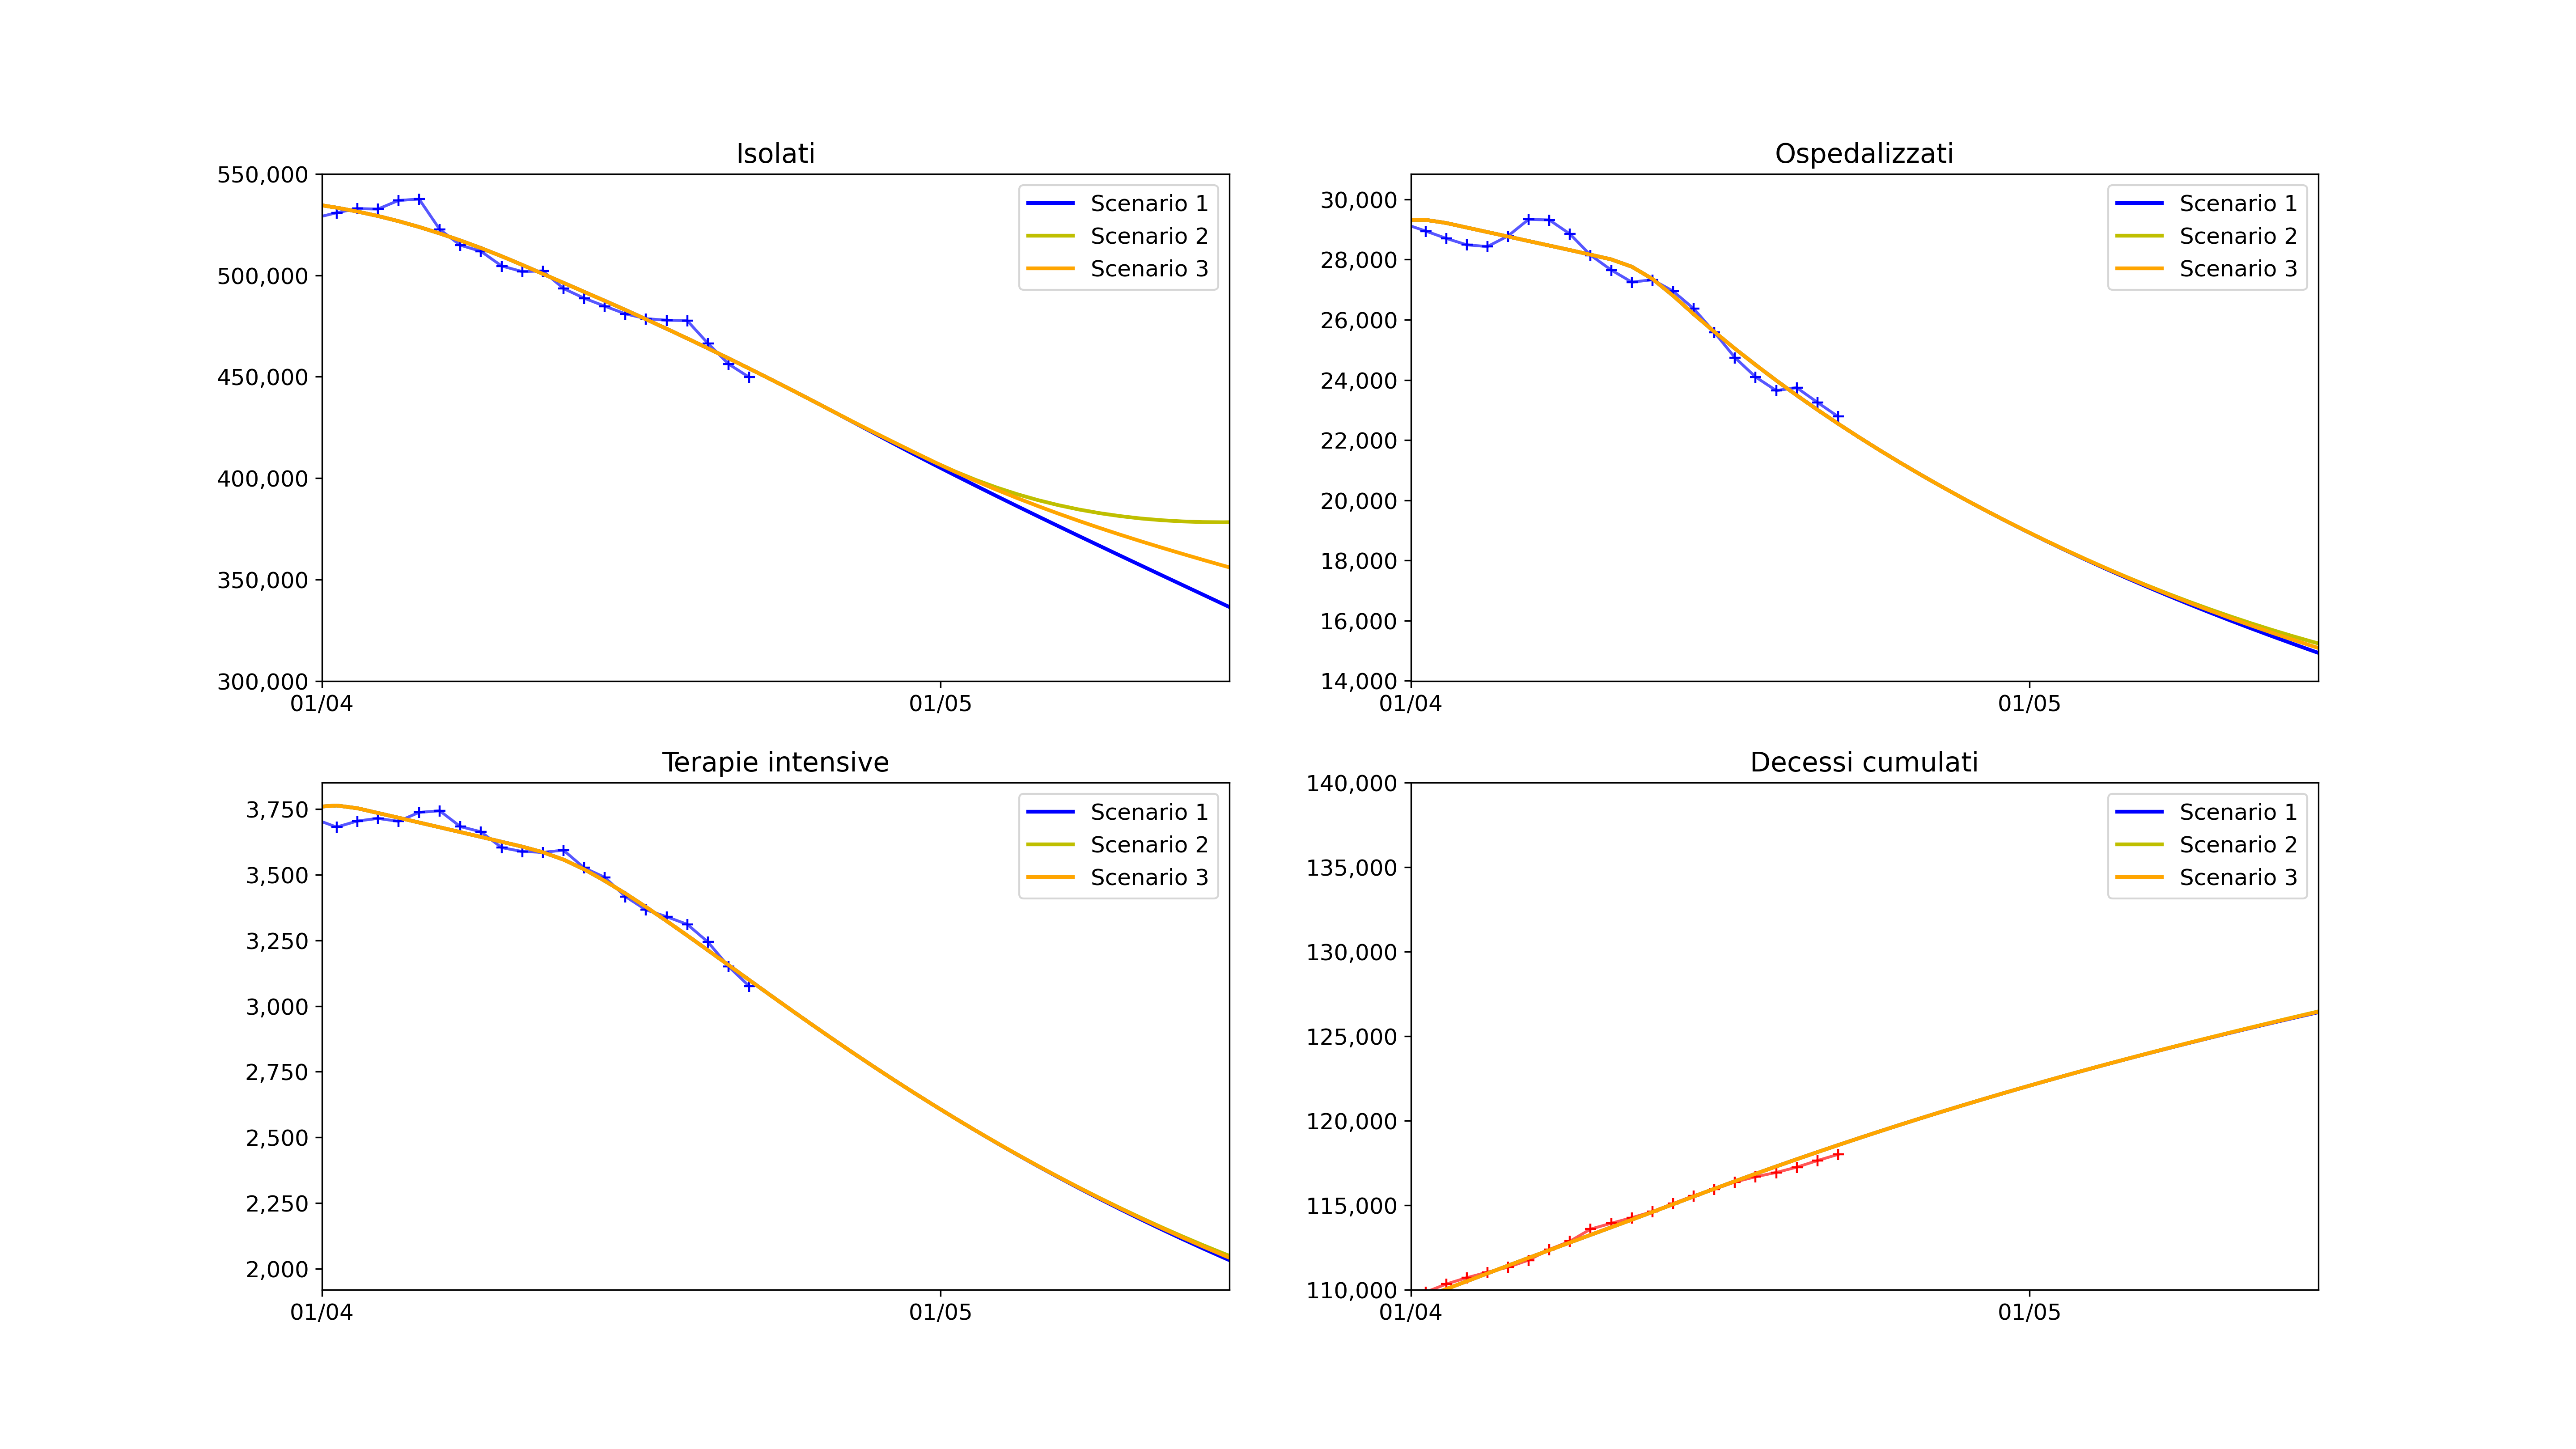 Isolati
550,000
500,000
450,000
400,000
350,000
300,000
01/04
01/05
Scenario 1
Scenario 2
Scenario 3
Ospedalizzati
30,000
28,000
26,000
24,000
22,000
20,000
18,000
16,000
14,000
01/04
01/05
Scenario 1
Scenario 2
Scenario 3
Terapie intensive
3,750
3,500
3,250
3,000
2,750
2,500
2,250
2,000
01/04
01/05
Scenario 1
Scenario 2
Scenario 3
Decessi cumulati
140,000
135,000
130,000
125,000
120,000
115,000
110,000
01/04
01/05
Scenario 1
Scenario 2
Scenario 3